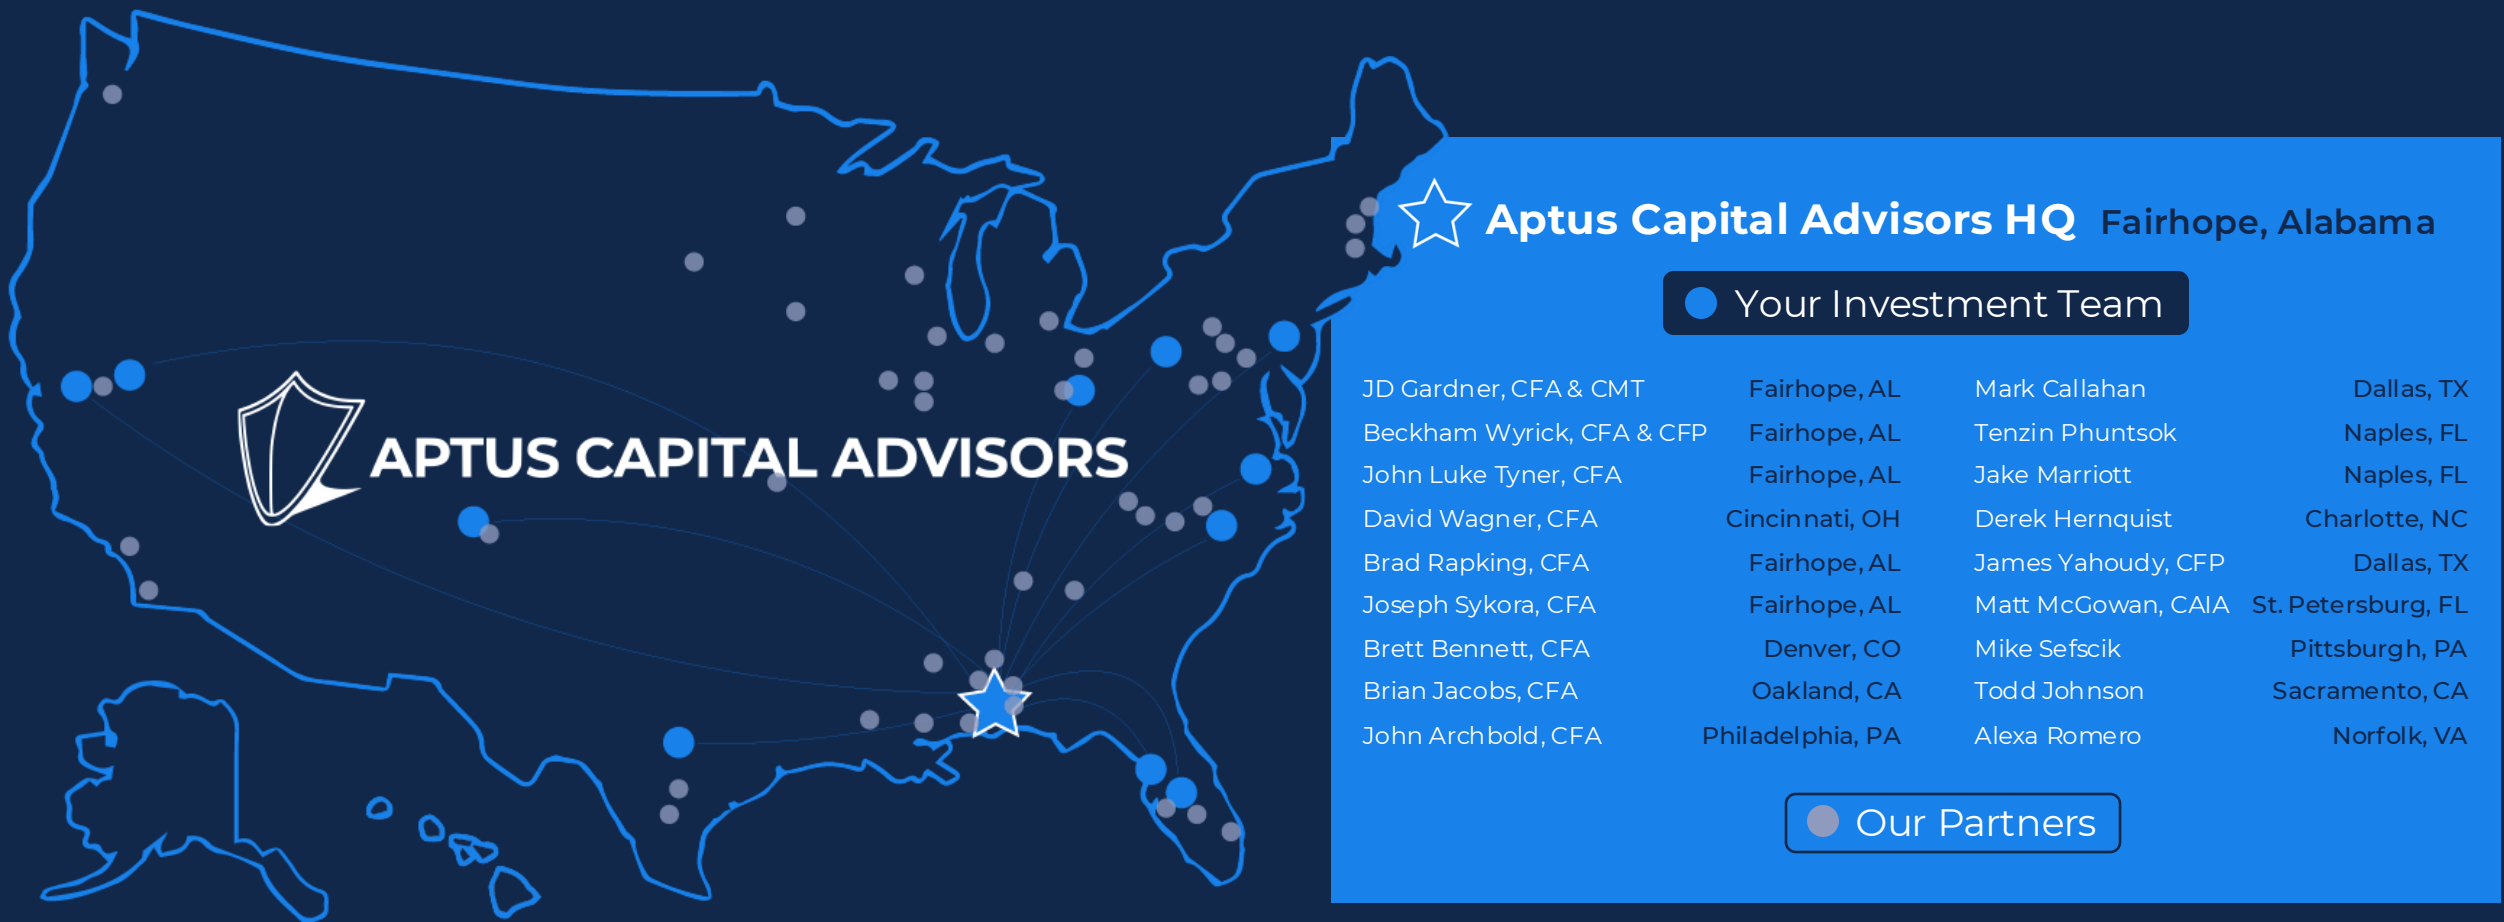 APTUS CAPITAL ADVISORS
Aptus Capital Advisors HQ Fairhope, Alabama
Your Investment Team
JD Gardner, CFA & CMT Fairhope, AL
Beckham Wyrick, CFA & CFP Fairhope, AL
John Luke Tyner, CFA Fairhope, AL
David Wagner, CFA Cincinnati, OH
Brad Rapking, CFA Fairhope, AL
Joseph Sykora, CFA Fairhope, AL
Brett Bennett, CFA Denver, CO
Brian Jacobs, CFA Oakland, CA
John Archbold, CFA Philadelphia, PA
Mark Callahan Dallas, TX
Tenzin Phuntsok Naples, FL
Jake Marriott Naples, FL
Derek Hernquist Charlotte, NC
James Yahoudy, CFP Dallas, TX
Matt McGowan, CAIA St. Petersburg, FL
Mike Sefscik Pittsburgh, PA
Todd Johnson Sacramento, CA
Alexa Romero Norfolk, VA
Our Partners